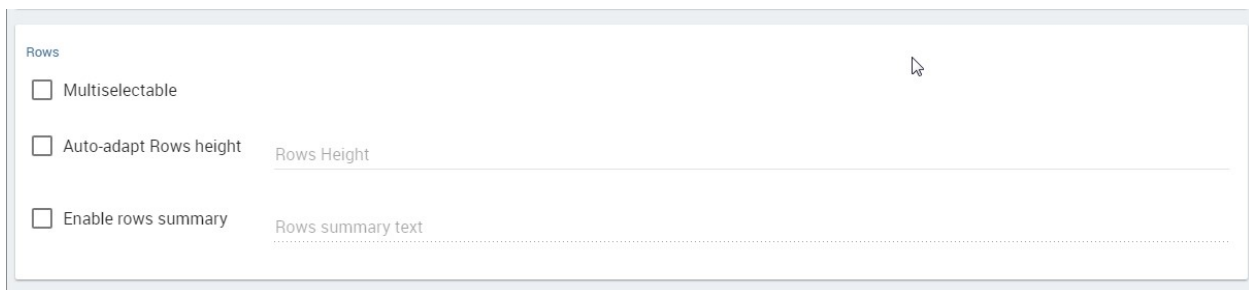 Rows
Multiselectable
Auto-adapt Rows height
Rows Height
Enable rows summary
Rows summary text